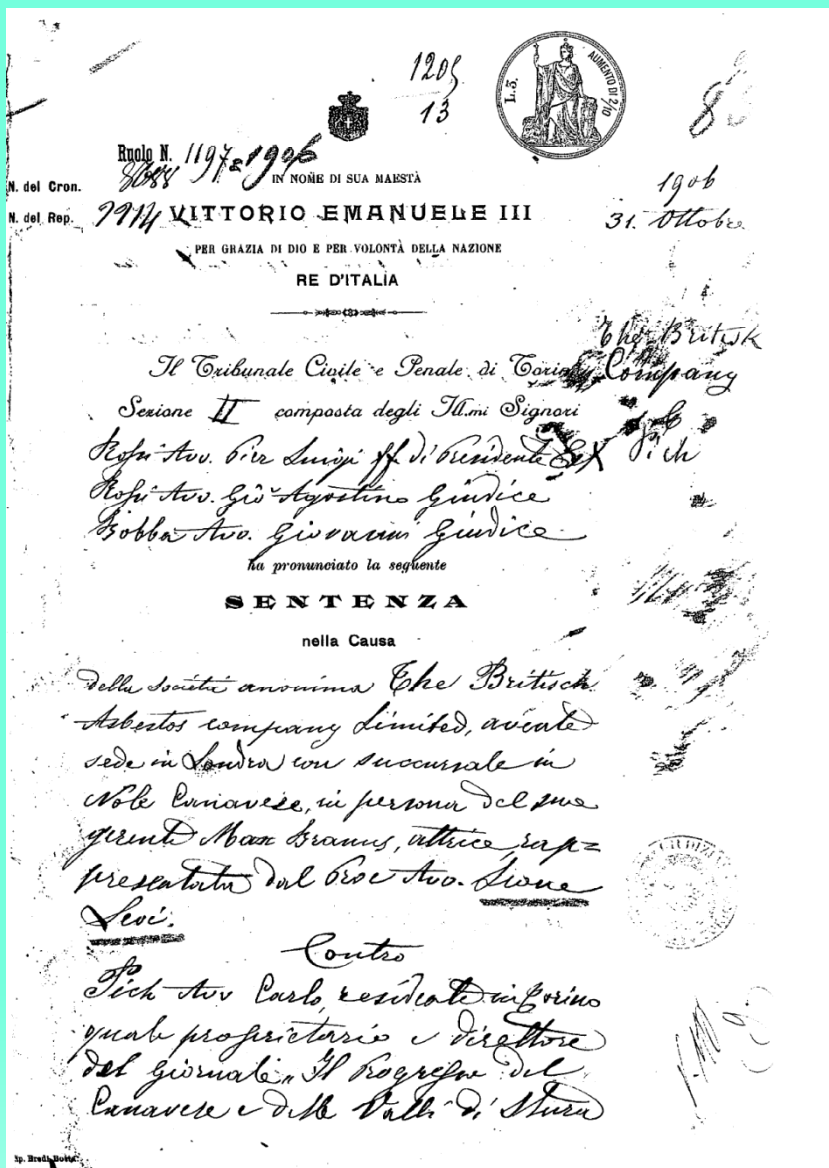 1205
13
L. 3.
AUMENTO DI 2/10
Ruolo N. 1197 = 1906
N. del Cron. 8088
IN NOME DI SUA MAESTÀ
1906
N. del Rep. 2214 VITTORIO EMANUELE III
31. Ottobre
PER GRAZIA DI DIO E PER VOLONTÀ DELLA NAZIONE
RE D'ITALIA
The Britisk
Il Tribunale Civile e Penale di Torino Company
Sezione II composta degli Ill.mi Signori
Rossi Avv. Pier Luigi ff. di Presidente
Pich
Rossi Avv. Gio Agostino Giudice
Bobba Avv. Giovanni Giudice
ha pronunciato la seguente
SENTENZA
nella Causa
della società anonima The Britisch
Asbestos company Limited, avente
sede in Londra con succursale in
Nole Canavese, in persona del suo
gerente Max Brauns, attrice, rap=
presentata dal Proc Avv. Leone
Levi.
Contro
Pich Avv Carlo, residente in Torino
quale proprietario e direttore
del giornale „Il Progresso del
Canavese e delle Valli di Stura